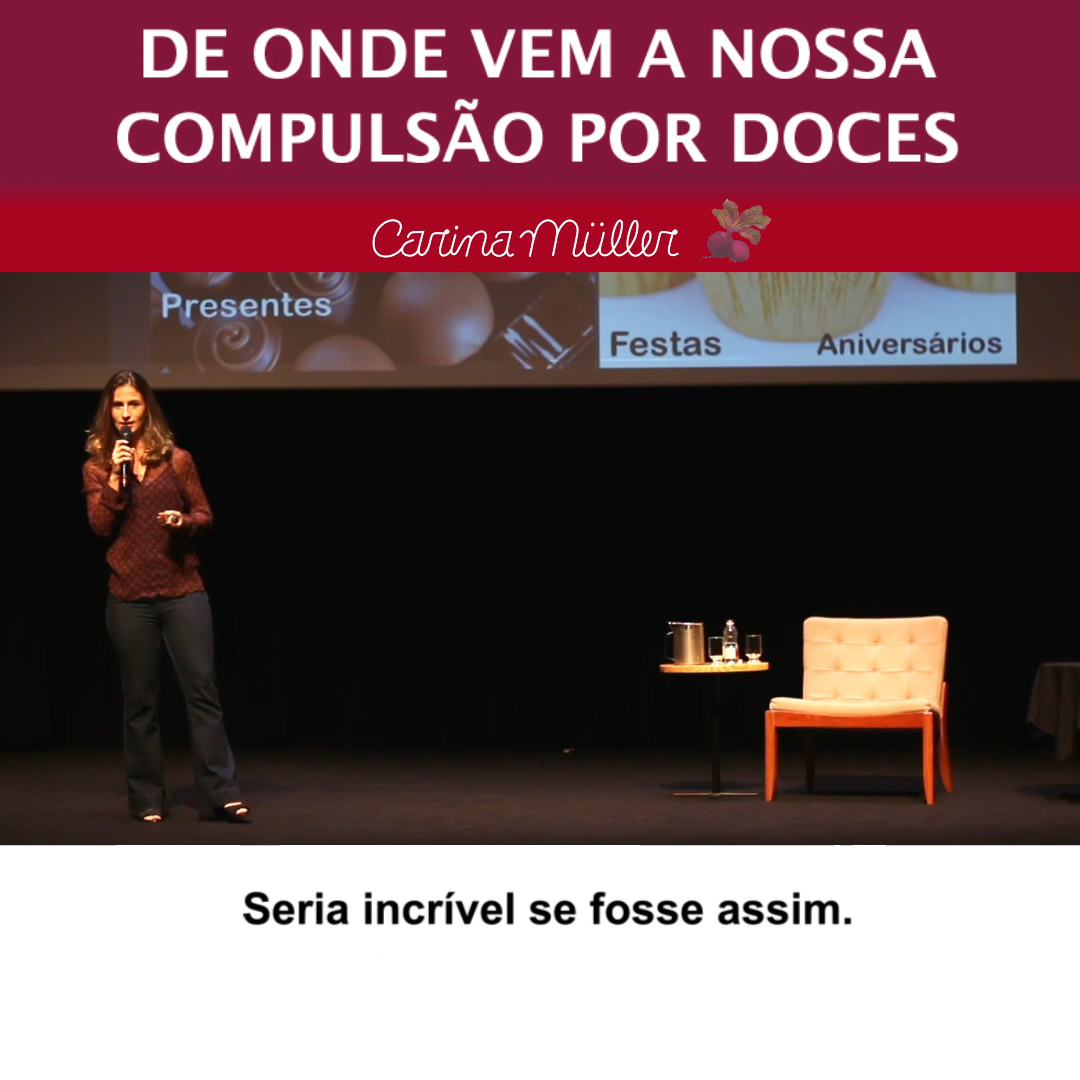 DE ONDE VEM A NOSSA
COMPULSÃO POR DOCES
Carina Müller
Presentes
Festas
Aniversários
Seria incrível se fosse assim.